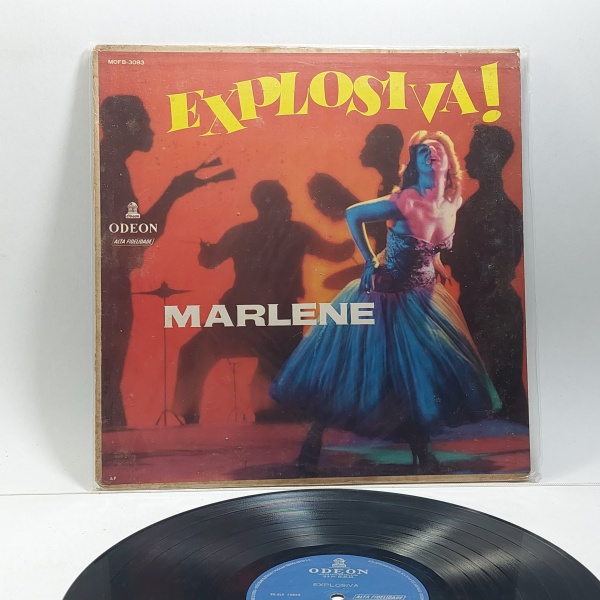 MOFB-3083
EXPLOSIVA!
ODEON
ALTA FIDELIDADE
MARLENE
ODEON
EXPLOSIVA
ALTA FIDELIDADE